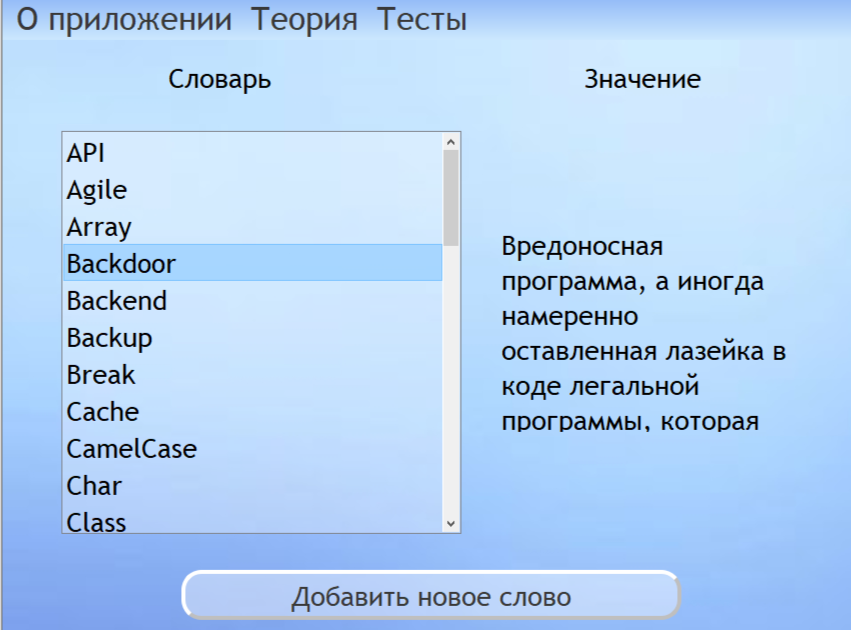 О приложении Теория Тесты
Словарь
Значение
API
Agile
Array
Backdoor
Backend
Backup
Break
Cache
CamelCase
Char
Class
Вредоносная
программа, а иногда
намеренно
оставленная лазейка в
коде легальной
программы, которая
Добавить новое слово